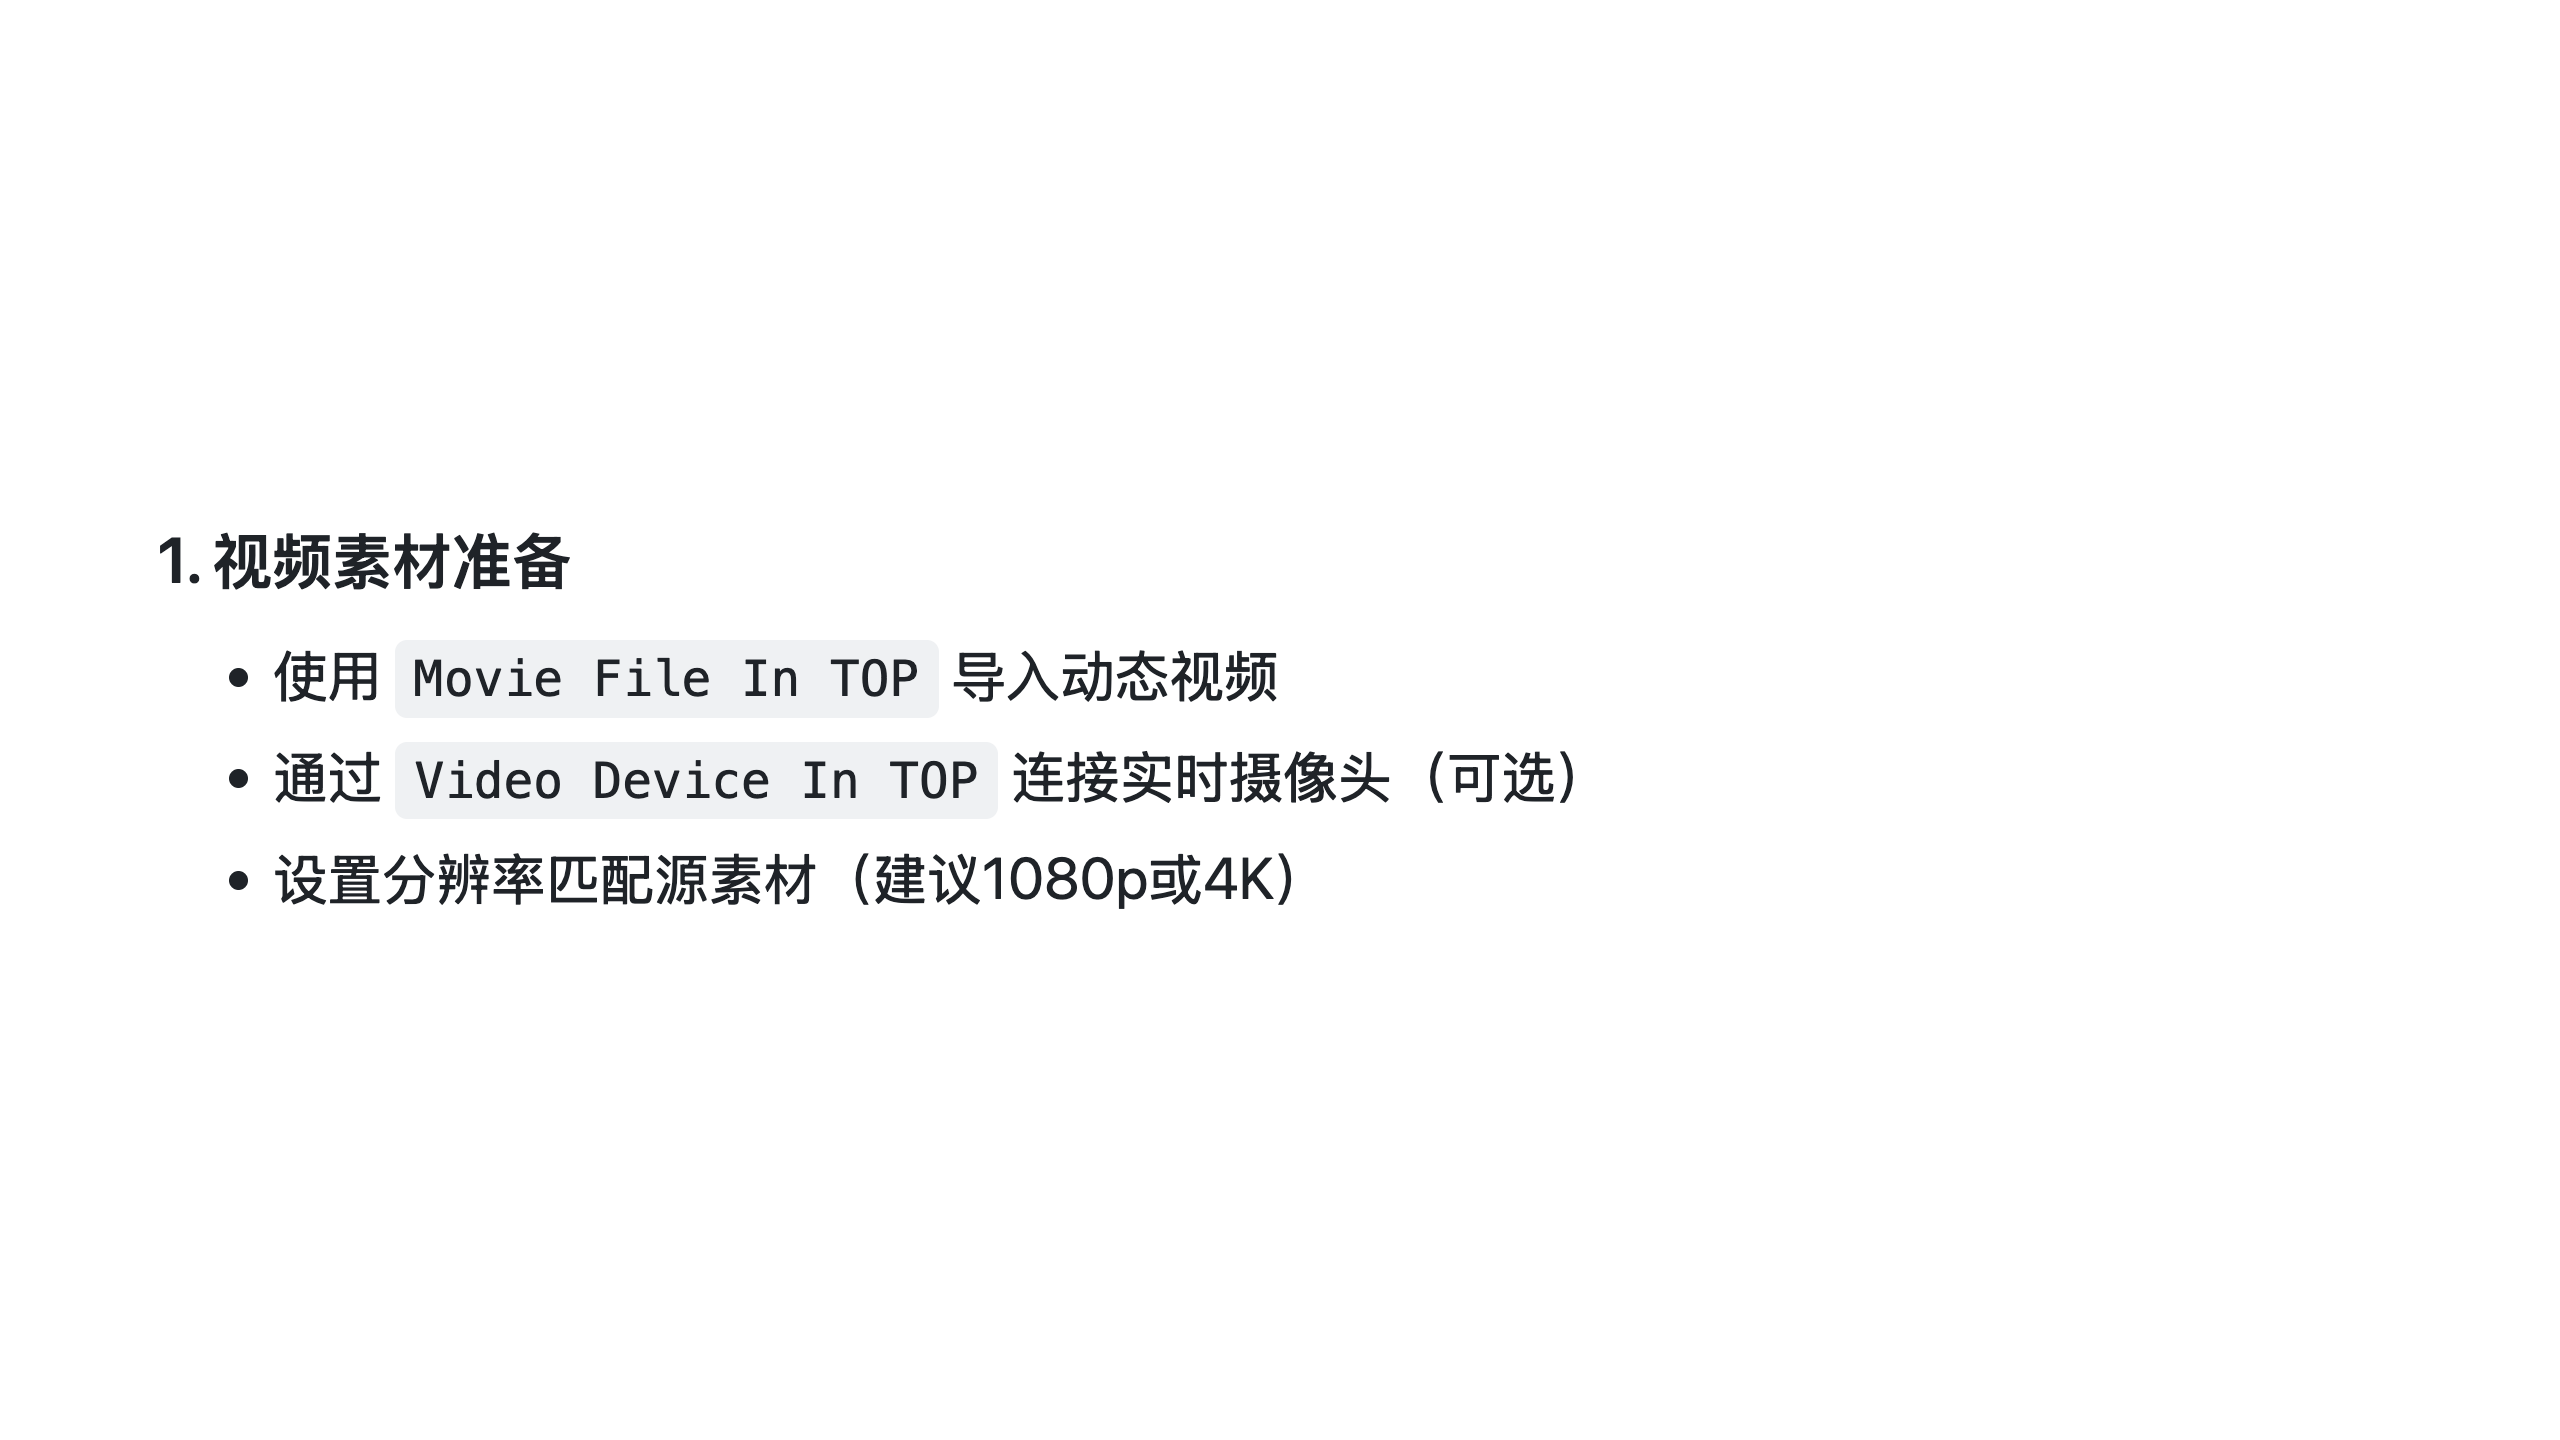 1. 视频素材准备
• 使用 Movie File In TOP 导入动态视频
• 通过 Video Device In TOP 连接实时摄像头（可选）
• 设置分辨率匹配源素材（建议1080p或4K）